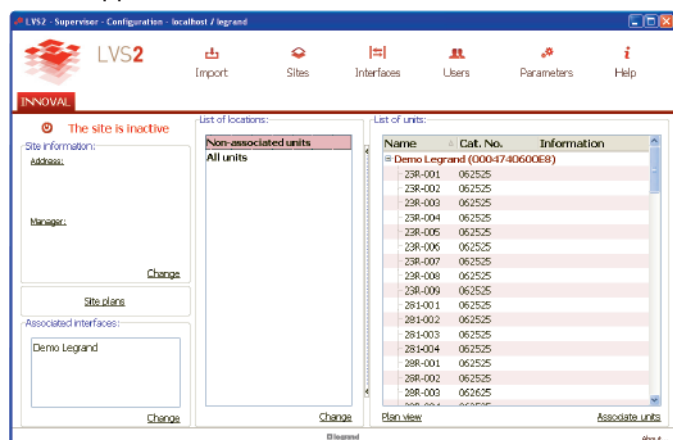 LVS2 - Supervisor - Configuration - localhost / legrand
LVS2
Import
Sites
Interfaces
Users
Parameters
Help
INNOVAL
The site is inactive
Site information:
Address:
Manager:
Change
Site plans
Associated interfaces:
Demo Legrand
Change
List of locations:
Non-associated units
All units
Change
List of units:
Name Cat. No. Information
Demo Legrand (0004740600E8)
23R-001 062525
23R-002 062525
23R-003 062525
23R-004 062525
23R-005 062525
23R-006 062525
23R-007 062525
23R-008 062525
23R-009 062525
281-001 062525
281-002 062525
281-003 062525
281-004 062525
28R-001 062525
28R-002 062525
28R-003 062625
Plan view
Associate units
legrand